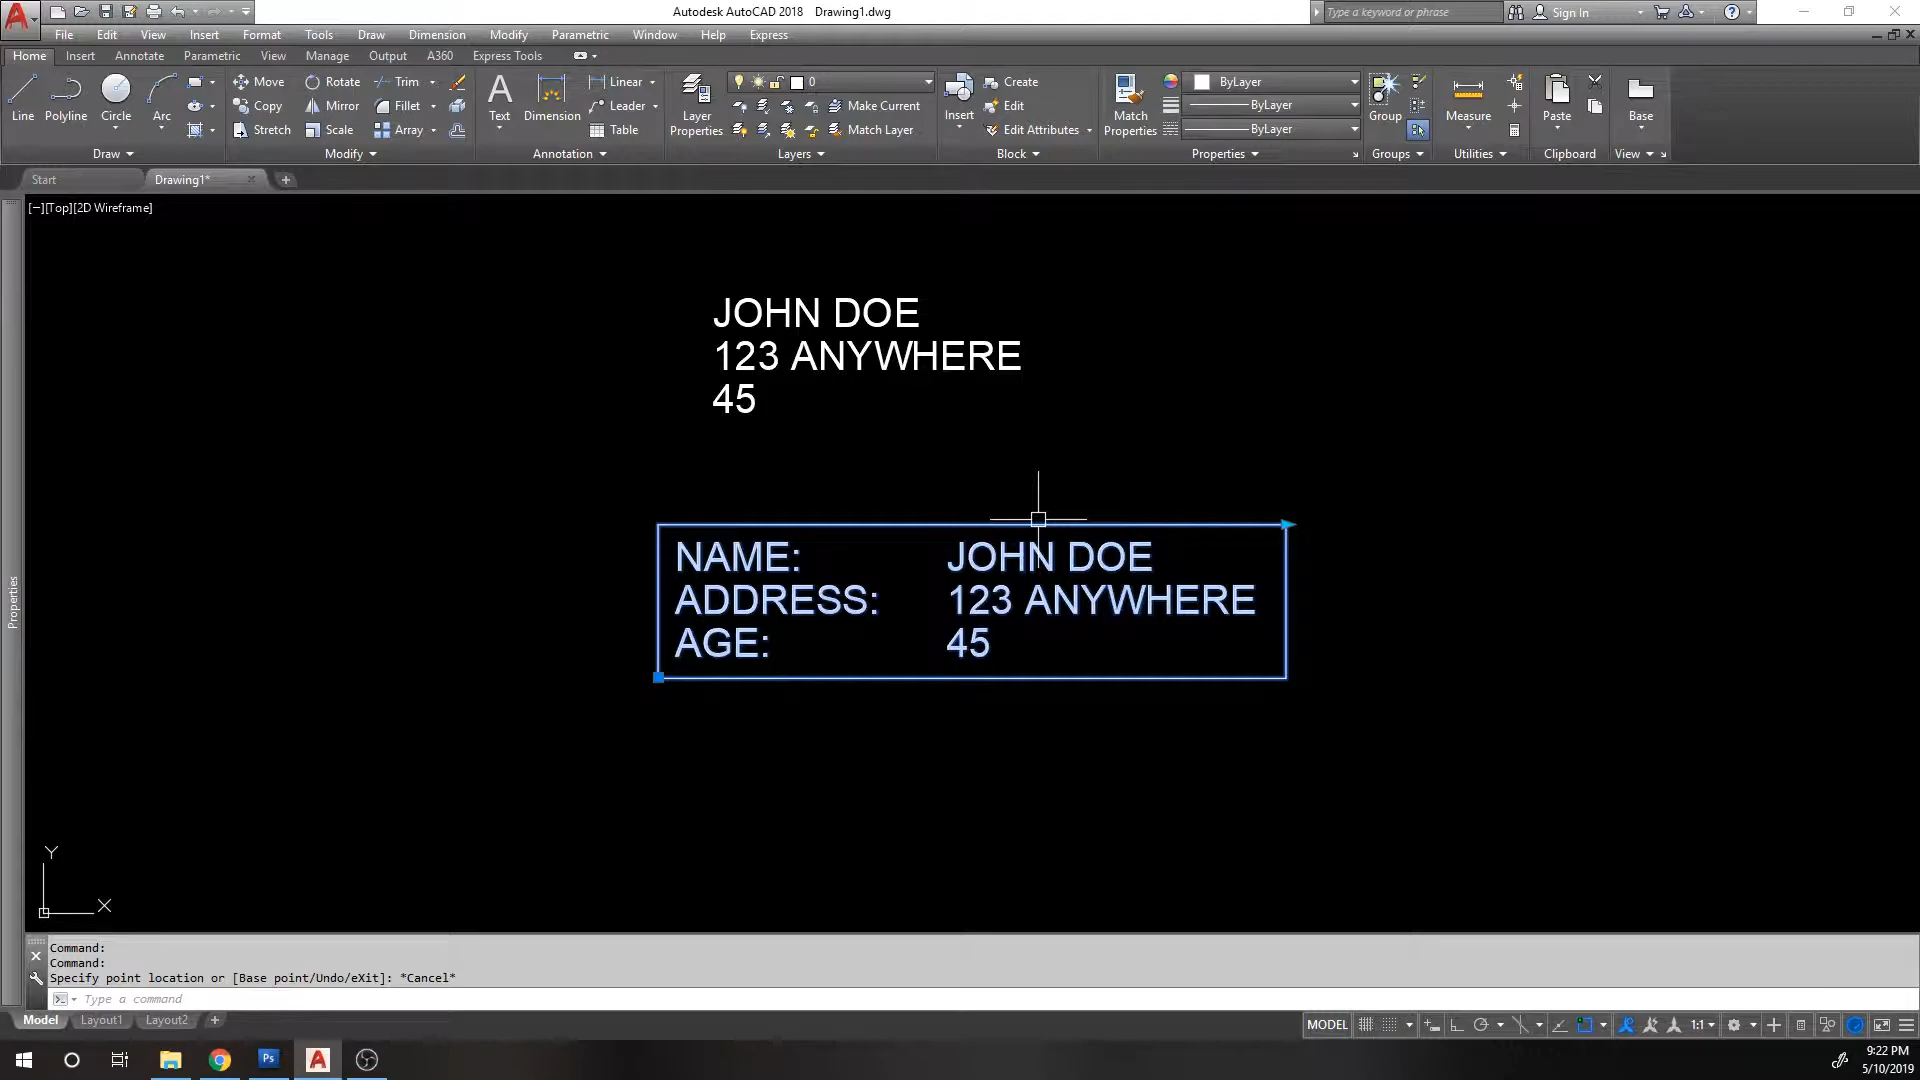 Autodesk AutoCAD 2018 Drawing1.dwg
Type a keyword or phrase
Sign In
File Edit View Insert Format Tools Draw Dimension Modify Parametric Window Help Express
Home Insert Annotate Parametric View Manage Output A360 Express Tools
Line Polyline Circle Arc
Draw
Move Rotate Trim
Copy Mirror Fillet
Stretch Scale Array
Modify
Text Dimension
Linear
Leader
Table
Annotation
Layer Properties
0
Make Current
Match Layer
Layers
Insert
Create
Edit
Edit Attributes
Block
Match Properties
ByLayer
ByLayer
ByLayer
Properties
Group
Groups
Measure
Utilities
Paste
Clipboard
Base
View
Start Drawing1*
[−][Top][2D Wireframe]
JOHN DOE
123 ANYWHERE
45
NAME: JOHN DOE
ADDRESS: 123 ANYWHERE
AGE: 45
Properties
Y
X
Command:
Command:
Specify point location or [Base point/Undo/eXit]: *Cancel*
Type a command
Model Layout1 Layout2
MODEL 1:1
Ps
9:22 PM
5/10/2019